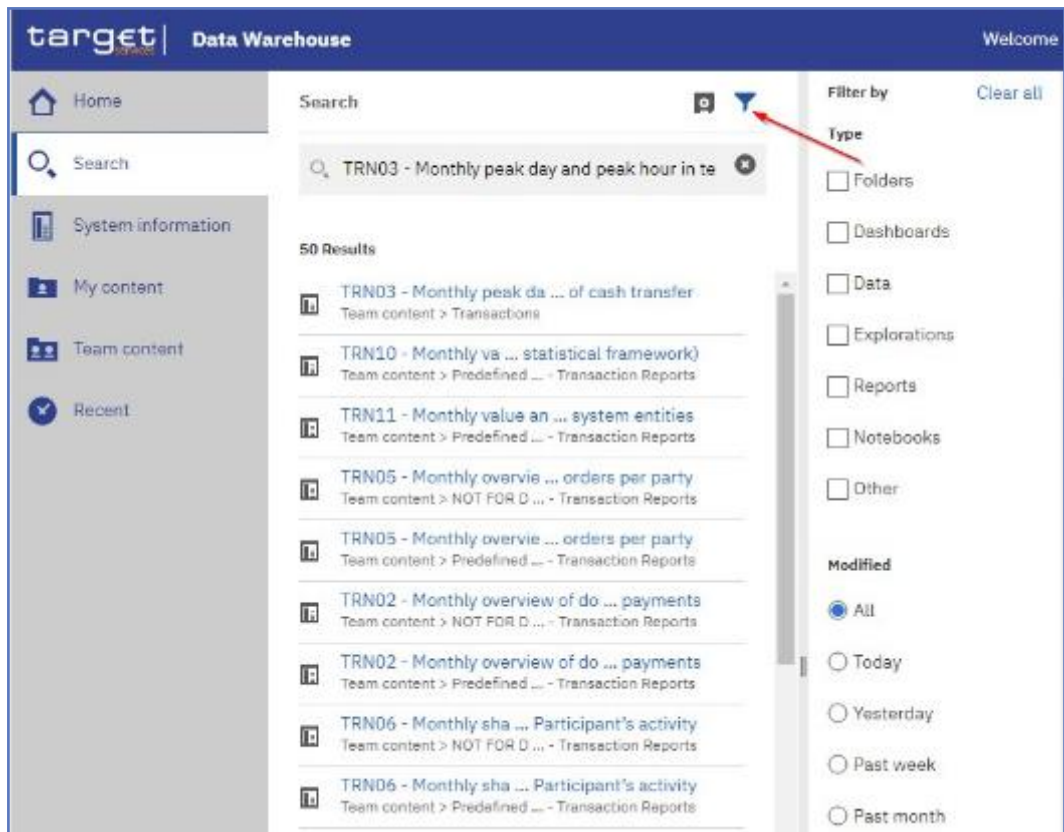 target| Data Warehouse
services
Welcome
Home
Search
System information
My content
Team content
Recent
Search
TRN03 - Monthly peak day and peak hour in te
50 Results
TRN03 - Monthly peak da ... of cash transfer
Team content > Transactions
TRN10 - Monthly va ... statistical framework)
Team content > Predefined ... - Transaction Reports
TRN11 - Monthly value an ... system entities
Team content > Predefined ... - Transaction Reports
TRN05 - Monthly overvie ... orders per party
Team content > NOT FOR D ... - Transaction Reports
TRN05 - Monthly overvie ... orders per party
Team content > Predefined ... - Transaction Reports
TRN02 - Monthly overview of do ... payments
Team content > NOT FOR D ... - Transaction Reports
TRN02 - Monthly overview of do ... payments
Team content > Predefined ... - Transaction Reports
TRN06 - Monthly sha ... Participant's activity
Team content > NOT FOR D ... - Transaction Reports
TRN06 - Monthly sha ... Participant's activity
Team content > Predefined ... - Transaction Reports
Filter by Clear all
Type
Folders
Dashboards
Data
Explorations
Reports
Notebooks
Other
Modified
All
Today
Yesterday
Past week
Past month